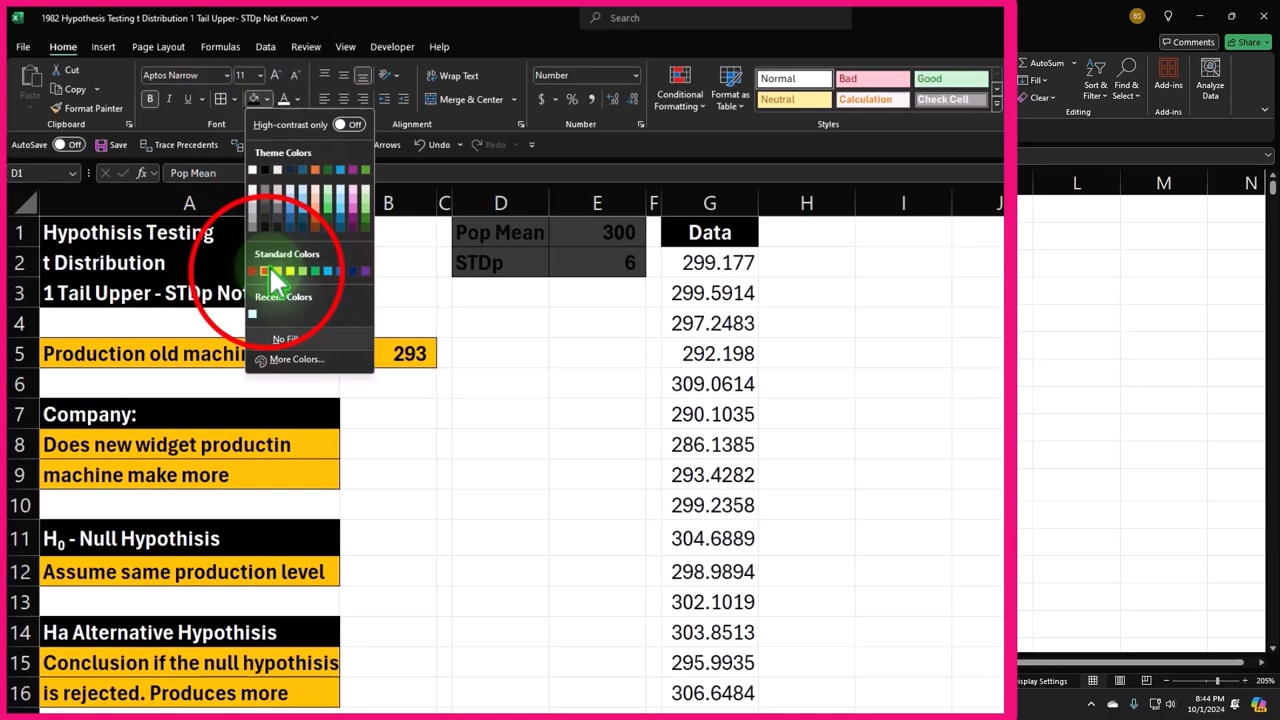 1982 Hypothesis Testing t Distribution 1 Tail Upper- STDp Not Known
Search
BS
File Home Insert Page Layout Formulas Data Review View Developer Help
Comments Share
Cut
Copy
Format Painter
Paste
Clipboard
Aptos Narrow 11
B I U
Font
Wrap Text
Merge & Center
Alignment
Number
Number
Conditional Formatting
Format as Table
Normal Bad Good
Neutral Calculation Check Cell
Styles
AutoSum
Fill
Clear
Sort & Filter
Find & Select
Editing
Add-ins
Add-ins
Analyze Data
High-contrast only Off
Theme Colors
Standard Colors
Colors
No Fill
More Colors...
AutoSave Off Save Trace Precedents Arrows Undo Redo
D1 fx Pop Mean
A B C D E F G H I J L M N
1 Hypothisis Testing Pop Mean 300 Data
2 t Distribution STDp 6 299.177
3 1 Tail Upper - STDp Not 299.5914
4 297.2483
5 Production old machin 293 292.198
6 309.0614
7 Company: 290.1035
8 Does new widget productin 286.1385
9 machine make more 293.4282
10 299.2358
11 H0 - Null Hypothisis 304.6889
12 Assume same production level 298.9894
13 302.1019
14 Ha Alternative Hypothisis 303.8513
15 Conclusion if the null hypothisis 295.9935
16 is rejected. Produces more 306.6484
isplay Settings
205%
8:44 PM
10/1/2024